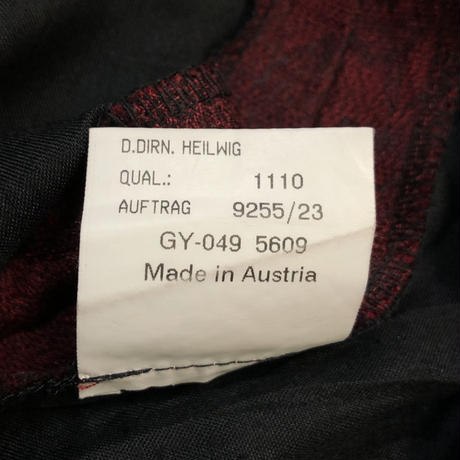 D.DIRN. HEILWIG
QUAL.: 1110
AUFTRAG 9255/23
GY-049 5609
Made in Austria